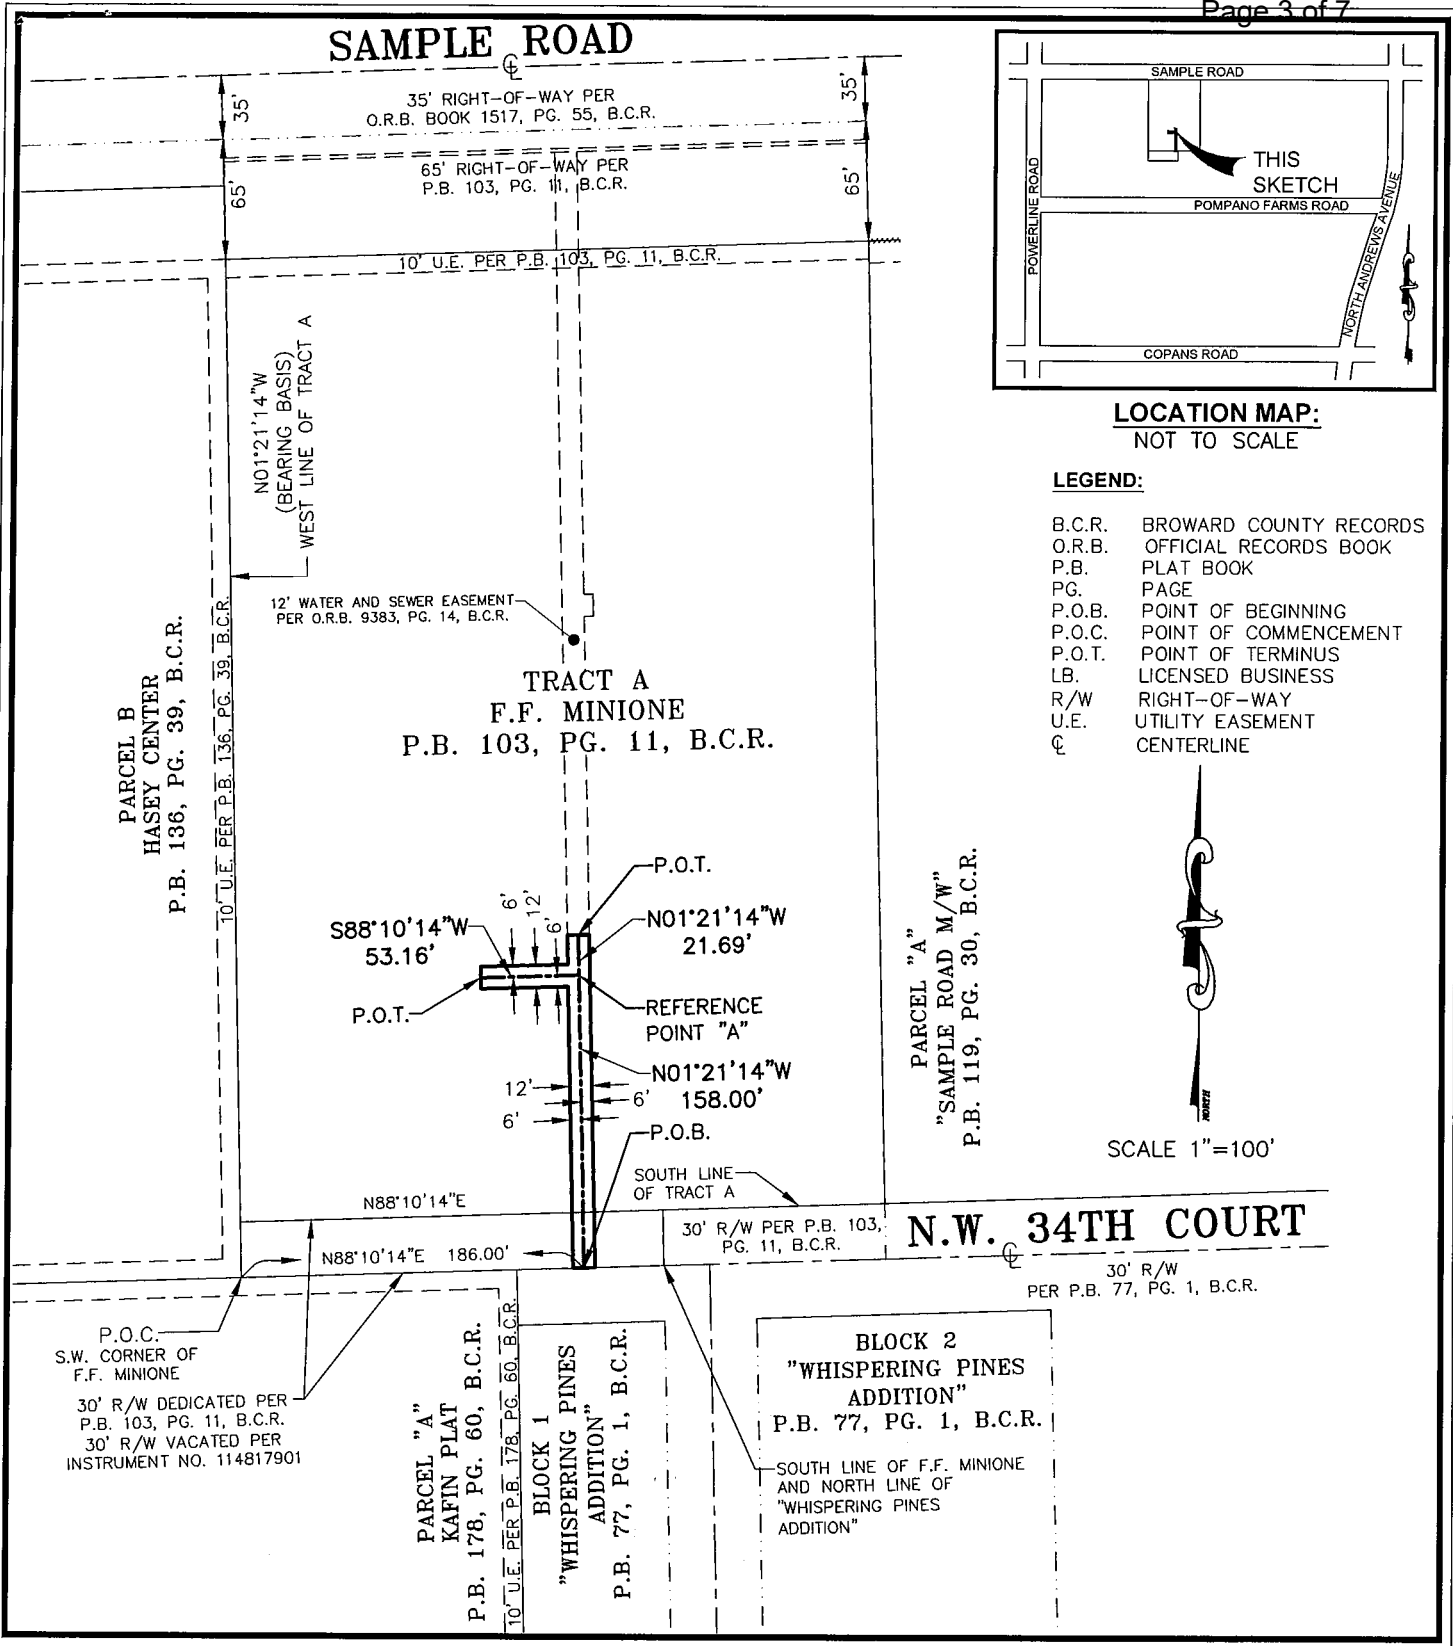 Page 3 of 7
SAMPLE ROAD
℄
35'
35' RIGHT-OF-WAY PER
O.R.B. BOOK 1517, PG. 55, B.C.R.
35'
65'
65' RIGHT-OF-WAY PER
P.B. 103, PG. 11, B.C.R.
65'
10' U.E. PER P.B. 103, PG. 11, B.C.R.
N01°21'14"W
(BEARING BASIS)
WEST LINE OF TRACT A
12' WATER AND SEWER EASEMENT
PER O.R.B. 9383, PG. 14, B.C.R.
TRACT A
F.F. MINIONE
P.B. 103, PG. 11, B.C.R.
PARCEL B
HASEY CENTER
P.B. 136, PG. 39, B.C.R.
10' U.E. PER P.B. 136, PG. 39, B.C.R.
P.O.T.
S88°10'14"W
53.16'
6'
12'
6'
N01°21'14"W
21.69'
P.O.T.
REFERENCE
POINT "A"
N01°21'14"W
158.00'
12'
6'
6'
P.O.B.
SOUTH LINE
OF TRACT A
N88°10'14"E
30' R/W PER P.B. 103,
PG. 11, B.C.R.
N88°10'14"E 186.00'
PARCEL "A"
"SAMPLE ROAD M/W"
P.B. 119, PG. 30, B.C.R.
N.W. 34TH COURT
℄
30' R/W
PER P.B. 77, PG. 1, B.C.R.
P.O.C.
S.W. CORNER OF
F.F. MINIONE
30' R/W DEDICATED PER
P.B. 103, PG. 11, B.C.R.
30' R/W VACATED PER
INSTRUMENT NO. 114817901
PARCEL "A"
KAFIN PLAT
P.B. 178, PG. 60, B.C.R.
10' U.E. PER P.B. 178, PG. 60, B.C.R.
BLOCK 1
"WHISPERING PINES
ADDITION"
P.B. 77, PG. 1, B.C.R.
BLOCK 2
"WHISPERING PINES
ADDITION"
P.B. 77, PG. 1, B.C.R.
SOUTH LINE OF F.F. MINIONE
AND NORTH LINE OF
"WHISPERING PINES
ADDITION"
SAMPLE ROAD
THIS
SKETCH
POWERLINE ROAD
POMPANO FARMS ROAD
NORTH ANDREWS AVENUE
COPANS ROAD
LOCATION MAP:
NOT TO SCALE
LEGEND:
B.C.R. BROWARD COUNTY RECORDS
O.R.B. OFFICIAL RECORDS BOOK
P.B. PLAT BOOK
PG. PAGE
P.O.B. POINT OF BEGINNING
P.O.C. POINT OF COMMENCEMENT
P.O.T. POINT OF TERMINUS
LB. LICENSED BUSINESS
R/W RIGHT-OF-WAY
U.E. UTILITY EASEMENT
℄ CENTERLINE
NORTH
SCALE 1"=100'